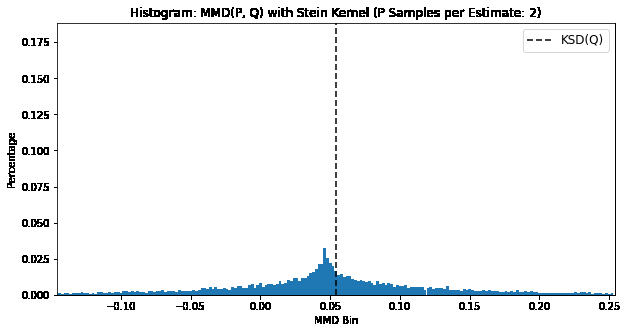 Histogram: MMD(P, Q) with Stein Kernel (P Samples per Estimate: 2)
KSD(Q)
Percentage
0.175
0.150
0.125
0.100
0.075
0.050
0.025
0.000
−0.10 −0.05 0.00 0.05 0.10 0.15 0.20 0.25
MMD Bin